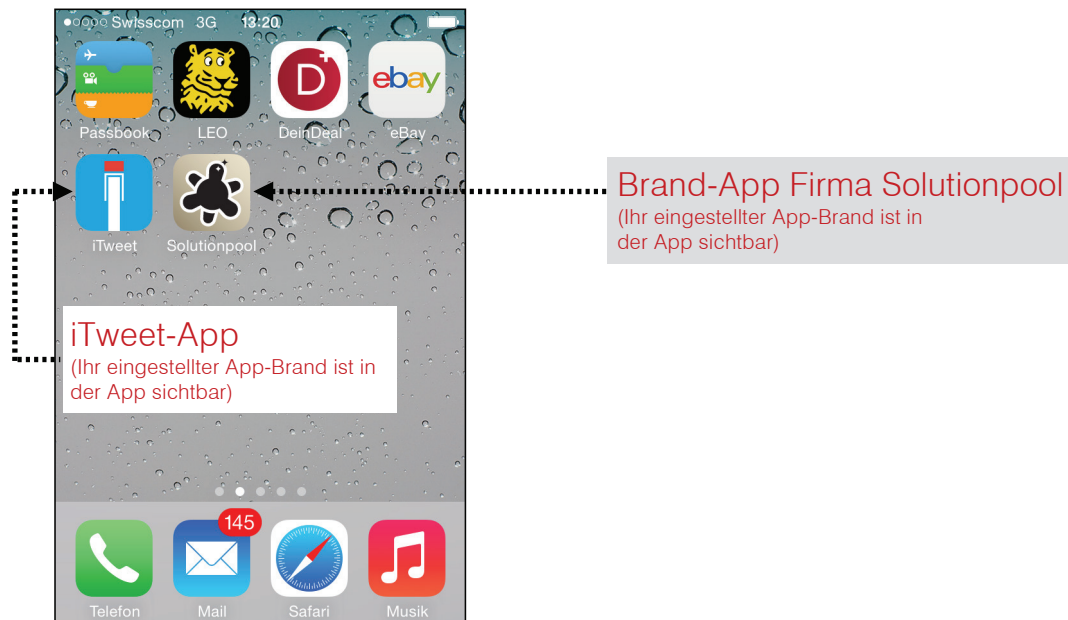 Swisscom 3G 13:20
D+
ebay
Passbook LEO DeinDeal eBay
iTweet Solutionpool
Brand-App Firma Solutionpool
(Ihr eingestellter App-Brand ist in
der App sichtbar)
iTweet-App
(Ihr eingestellter App-Brand ist in
der App sichtbar)
145
Telefon Mail Safari Musik